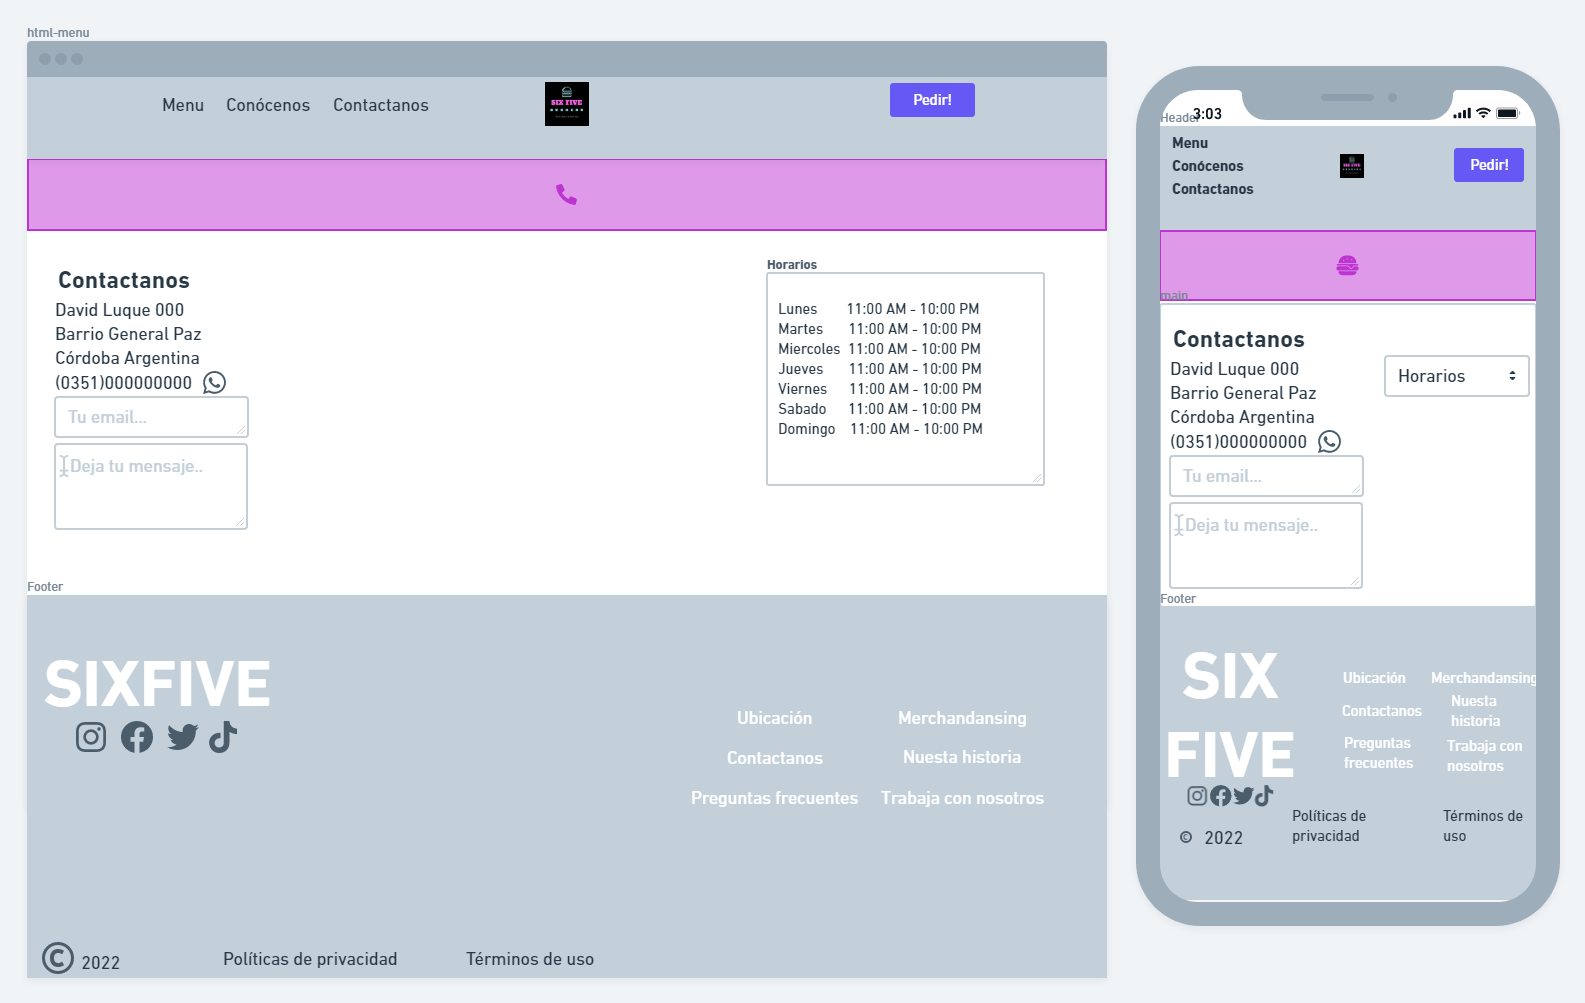 html-menu
Menu Conócenos Contactanos
SIX FIVE
Pedir!
Contactanos
David Luque 000
Barrio General Paz
Córdoba Argentina
(0351)000000000
Tu email...
Deja tu mensaje..
Horarios
Lunes 11:00 AM - 10:00 PM
Martes 11:00 AM - 10:00 PM
Miercoles 11:00 AM - 10:00 PM
Jueves 11:00 AM - 10:00 PM
Viernes 11:00 AM - 10:00 PM
Sabado 11:00 AM - 10:00 PM
Domingo 11:00 AM - 10:00 PM
Footer
SIXFIVE
Ubicación Merchandansing
Contactanos Nuesta historia
Preguntas frecuentes Trabaja con nosotros
© 2022 Políticas de privacidad Términos de uso
Header
3:03
Menu
Conócenos
Contactanos
SIX FIVE
Pedir!
main
Contactanos
David Luque 000
Barrio General Paz
Córdoba Argentina
(0351)000000000
Tu email...
Deja tu mensaje..
Horarios
Footer
SIX
FIVE
Ubicación
Contactanos
Preguntas
frecuentes
Merchandansing
Nuesta
historia
Trabaja con
nosotros
© 2022
Políticas de
privacidad
Términos de
uso